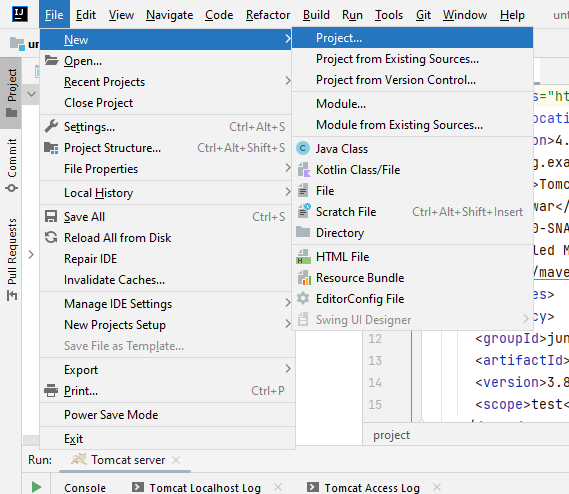 File Edit View Navigate Code Refactor Build Run Tools Git Window Help
New
Open...
Recent Projects
Close Project
Settings... Ctrl+Alt+S
Project Structure... Ctrl+Alt+Shift+S
File Properties
Local History
Save All Ctrl+S
Reload All from Disk
Repair IDE
Invalidate Caches...
Manage IDE Settings
New Projects Setup
Save File as Template...
Export
Print... Ctrl+P
Power Save Mode
Exit
Project...
Project from Existing Sources...
Project from Version Control...
Module...
Module from Existing Sources...
Java Class
Kotlin Class/File
File
Scratch File Ctrl+Alt+Shift+Insert
Directory
HTML File
Resource Bundle
EditorConfig File
Swing UI Designer
un
Project
Commit
Pull Requests
s="ht
ocati
on>4.
g.exa
>Tomc
war</
0-SNA
led M
/mave
es>
cy>
12 <groupId>jun
13 <artifactId>
14 <version>3.8
15 <scope>test<
project
Run: Tomcat server
Console Tomcat Localhost Log Tomcat Access Log